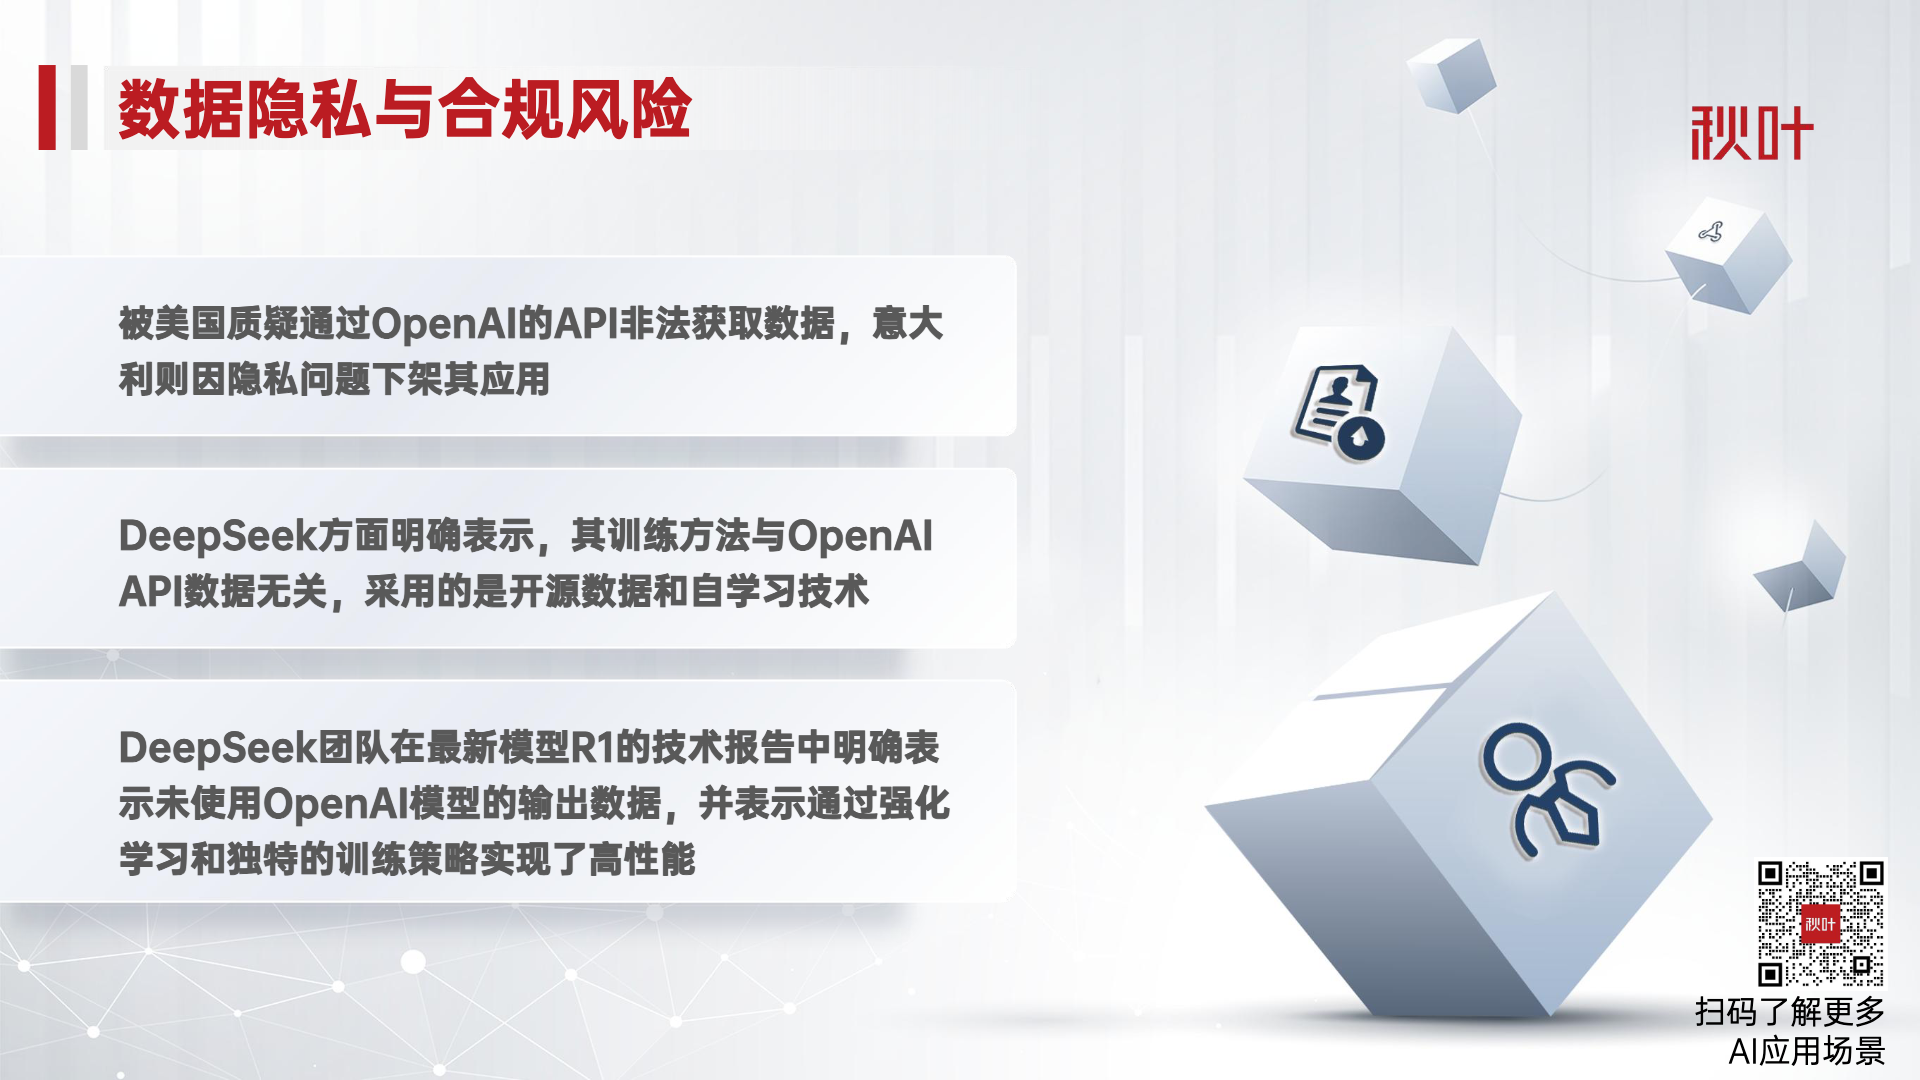 数据隐私与合规风险
秋叶
被美国质疑通过OpenAI的API非法获取数据，意大
利则因隐私问题下架其应用
DeepSeek方面明确表示，其训练方法与OpenAI
API数据无关，采用的是开源数据和自学习技术
DeepSeek团队在最新模型R1的技术报告中明确表
示未使用OpenAI模型的输出数据，并表示通过强化
学习和独特的训练策略实现了高性能
秋叶
扫码了解更多
AI应用场景